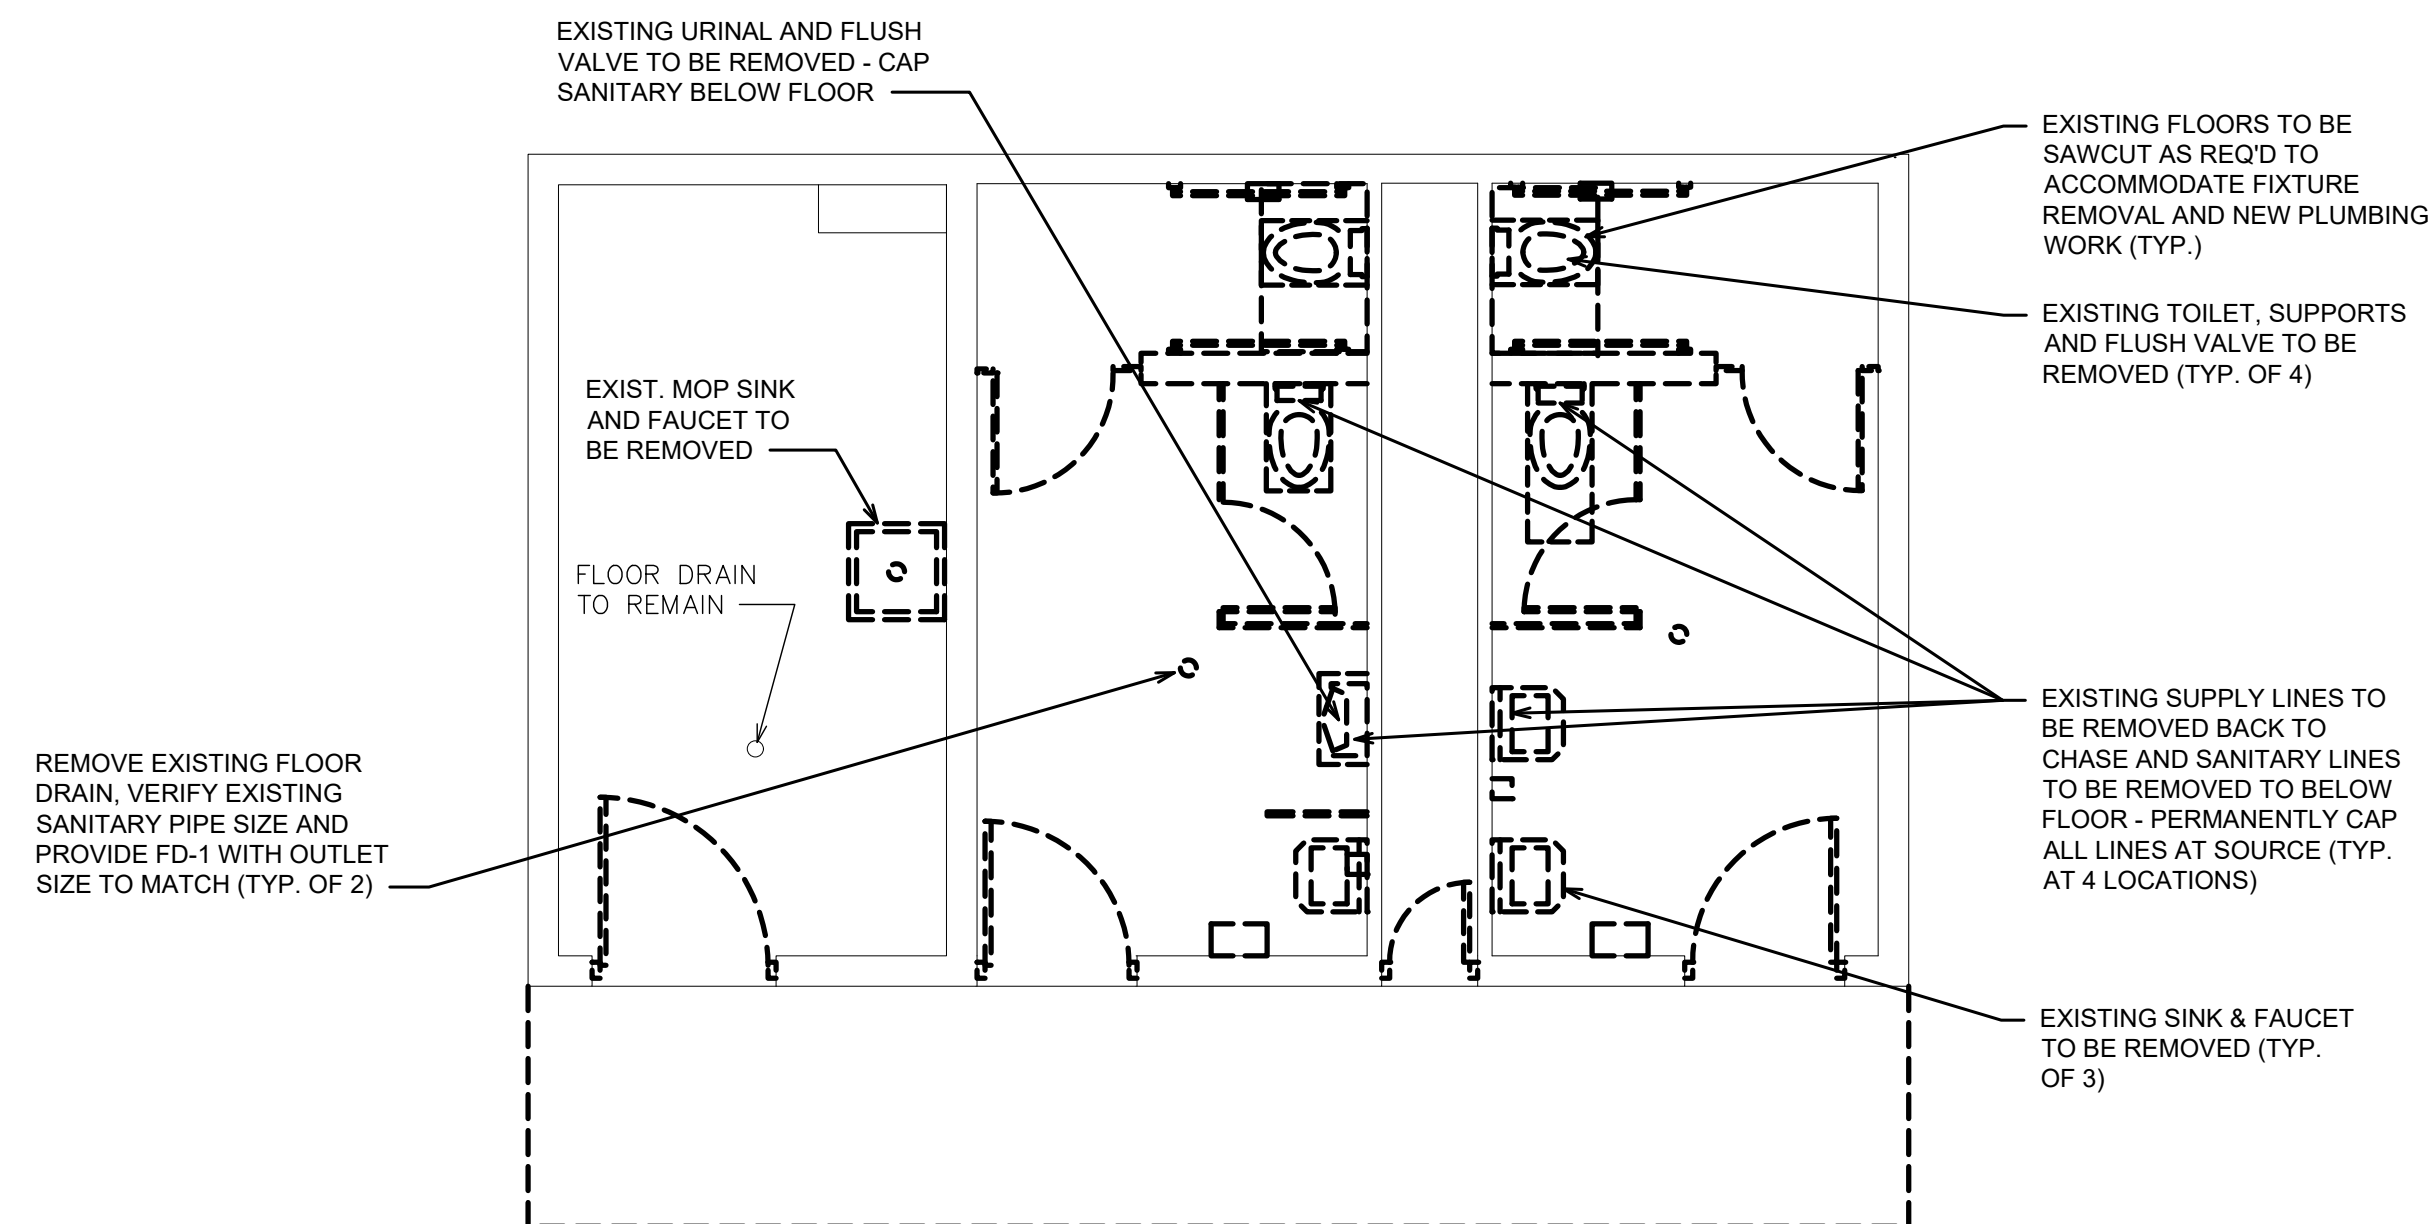 EXISTING URINAL AND FLUSH
VALVE TO BE REMOVED - CAP
SANITARY BELOW FLOOR
EXISTING FLOORS TO BE
SAWCUT AS REQ'D TO
ACCOMMODATE FIXTURE
REMOVAL AND NEW PLUMBING
WORK (TYP.)
EXISTING TOILET, SUPPORTS
AND FLUSH VALVE TO BE
REMOVED (TYP. OF 4)
EXIST. MOP SINK
AND FAUCET TO
BE REMOVED
FLOOR DRAIN
TO REMAIN
REMOVE EXISTING FLOOR
DRAIN, VERIFY EXISTING
SANITARY PIPE SIZE AND
PROVIDE FD-1 WITH OUTLET
SIZE TO MATCH (TYP. OF 2)
EXISTING SUPPLY LINES TO
BE REMOVED BACK TO
CHASE AND SANITARY LINES
TO BE REMOVED TO BELOW
FLOOR - PERMANENTLY CAP
ALL LINES AT SOURCE (TYP.
AT 4 LOCATIONS)
EXISTING SINK & FAUCET
TO BE REMOVED (TYP.
OF 3)